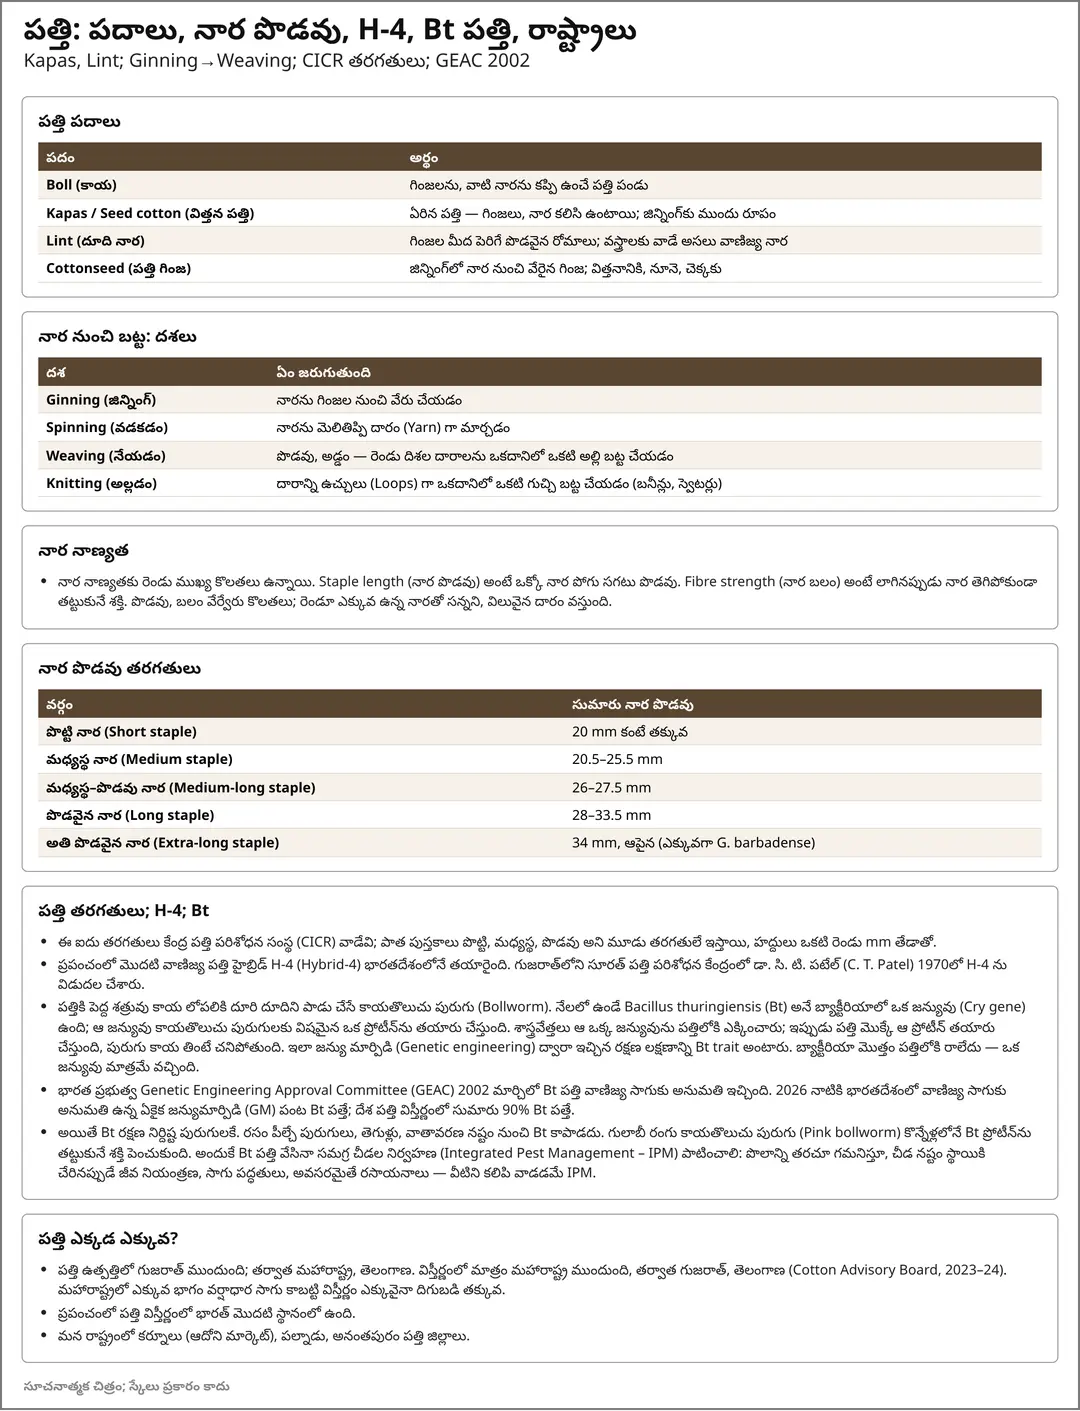 పత్తి: పదాలు, నార పొడవు, H-4, Bt పత్తి, రాష్ట్రాలు
Kapas, Lint; Ginning→Weaving; CICR తరగతులు; GEAC 2002
పత్తి పదాలు
పదం అర్థం
Boll (కాయ) గింజలను, వాటి నారను కప్పి ఉంచే పత్తి పండు
Kapas / Seed cotton (విత్తన పత్తి) ఏరిన పత్తి — గింజలు, నార కలిసి ఉంటాయి; జిన్నింగ్‌కు ముందు రూపం
Lint (దూది నార) గింజల మీద పెరిగే పొడవైన రోమాలు; వస్త్రాలకు వాడే అసలు వాణిజ్య నార
Cottonseed (పత్తి గింజ) జిన్నింగ్‌లో నార నుంచి వేరైన గింజ; విత్తనానికి, నూనె, చెక్కకు
నార నుంచి బట్ట: దశలు
దశ ఏం జరుగుతుంది
Ginning (జిన్నింగ్) నారను గింజల నుంచి వేరు చేయడం
Spinning (వడకడం) నారను మెలితిప్పి దారం (Yarn) గా మార్చడం
Weaving (నేయడం) పొడవు, అడ్డం — రెండు దిశల దారాలను ఒకదానిలో ఒకటి అల్లి బట్ట చేయడం
Knitting (అల్లడం) దారాన్ని ఉచ్చులు (Loops) గా ఒకదానిలో ఒకటి గుచ్చి బట్ట చేయడం (బనీన్లు, స్వెటర్లు)
నార నాణ్యత
• నార నాణ్యతకు రెండు ముఖ్య కొలతలు ఉన్నాయి. Staple length (నార పొడవు) అంటే ఒక్కో నార పోగు సగటు పొడవు. Fibre strength (నార బలం) అంటే లాగినప్పుడు నార తెగిపోకుండా
తట్టుకునే శక్తి. పొడవు, బలం వేర్వేరు కొలతలు; రెండూ ఎక్కువ ఉన్న నారతో సన్నని, విలువైన దారం వస్తుంది.
నార పొడవు తరగతులు
వర్గం సుమారు నార పొడవు
పొట్టి నార (Short staple) 20 mm కంటే తక్కువ
మధ్యస్థ నార (Medium staple) 20.5–25.5 mm
మధ్యస్థ–పొడవు నార (Medium-long staple) 26–27.5 mm
పొడవైన నార (Long staple) 28–33.5 mm
అతి పొడవైన నార (Extra-long staple) 34 mm, ఆపైన (ఎక్కువగా G. barbadense)
పత్తి తరగతులు; H-4; Bt
• ఈ ఐదు తరగతులు కేంద్ర పత్తి పరిశోధన సంస్థ (CICR) వాడేవి; పాత పుస్తకాలు పొట్టి, మధ్యస్థ, పొడవు అని మూడు తరగతులే ఇస్తాయి, హద్దులు ఒకటి రెండు mm తేడాతో.
• ప్రపంచంలో మొదటి వాణిజ్య పత్తి హైబ్రిడ్ H-4 (Hybrid-4) భారతదేశంలోనే తయారైంది. గుజరాత్‌లోని సూరత్ పత్తి పరిశోధన కేంద్రంలో డా. సి. టి. పటేల్ (C. T. Patel) 1970లో H-4 ను
విడుదల చేశారు.
• పత్తికి పెద్ద శత్రువు కాయ లోపలికి దూరి దూదిని పాడు చేసే కాయతొలుచు పురుగు (Bollworm). నేలలో ఉండే Bacillus thuringiensis (Bt) అనే బ్యాక్టీరియాలో ఒక జన్యువు (Cry gene)
ఉంది; ఆ జన్యువు కాయతొలుచు పురుగులకు విషమైన ఒక ప్రోటీన్‌ను తయారు చేస్తుంది. శాస్త్రవేత్తలు ఆ ఒక్క జన్యువును పత్తిలోకి ఎక్కించారు; ఇప్పుడు పత్తి మొక్కే ఆ ప్రోటీన్ తయారు
చేస్తుంది, పురుగు కాయ తింటే చనిపోతుంది. ఇలా జన్యు మార్పిడి (Genetic engineering) ద్వారా ఇచ్చిన రక్షణ లక్షణాన్ని Bt trait అంటారు. బ్యాక్టీరియా మొత్తం పత్తిలోకి రాలేదు — ఒక
జన్యువు మాత్రమే వచ్చింది.
• భారత ప్రభుత్వ Genetic Engineering Approval Committee (GEAC) 2002 మార్చిలో Bt పత్తి వాణిజ్య సాగుకు అనుమతి ఇచ్చింది. 2026 నాటికి భారతదేశంలో వాణిజ్య సాగుకు
అనుమతి ఉన్న ఏకైక జన్యుమార్పిడి (GM) పంట Bt పత్తే; దేశ పత్తి విస్తీర్ణంలో సుమారు 90% Bt పత్తే.
• అయితే Bt రక్షణ నిర్దిష్ట పురుగులకే. రసం పీల్చే పురుగులు, తెగుళ్లు, వాతావరణ నష్టం నుంచి Bt కాపాడదు. గులాబీ రంగు కాయతొలుచు పురుగు (Pink bollworm) కొన్నేళ్లలోనే Bt ప్రోటీన్‌ను
తట్టుకునే శక్తి పెంచుకుంది. అందుకే Bt పత్తి వేసినా సమగ్ర చీడల నిర్వహణ (Integrated Pest Management – IPM) పాటించాలి: పొలాన్ని తరచూ గమనిస్తూ, చీడ నష్టం స్థాయికి
చేరినప్పుడే జీవ నియంత్రణ, సాగు పద్ధతులు, అవసరమైతే రసాయనాలు — వీటిని కలిపి వాడడమే IPM.
పత్తి ఎక్కడ ఎక్కువ?
• పత్తి ఉత్పత్తిలో గుజరాత్ ముందుంది; తర్వాత మహారాష్ట్ర, తెలంగాణ. విస్తీర్ణంలో మాత్రం మహారాష్ట్ర ముందుంది, తర్వాత గుజరాత్, తెలంగాణ (Cotton Advisory Board, 2023–24).
మహారాష్ట్రలో ఎక్కువ భాగం వర్షాధార సాగు కాబట్టి విస్తీర్ణం ఎక్కువైనా దిగుబడి తక్కువ.
• ప్రపంచంలో పత్తి విస్తీర్ణంలో భారత్ మొదటి స్థానంలో ఉంది.
• మన రాష్ట్రంలో కర్నూలు (ఆదోని మార్కెట్), పల్నాడు, అనంతపురం పత్తి జిల్లాలు.
సూచనాత్మక చిత్రం; స్కేలు ప్రకారం కాదు